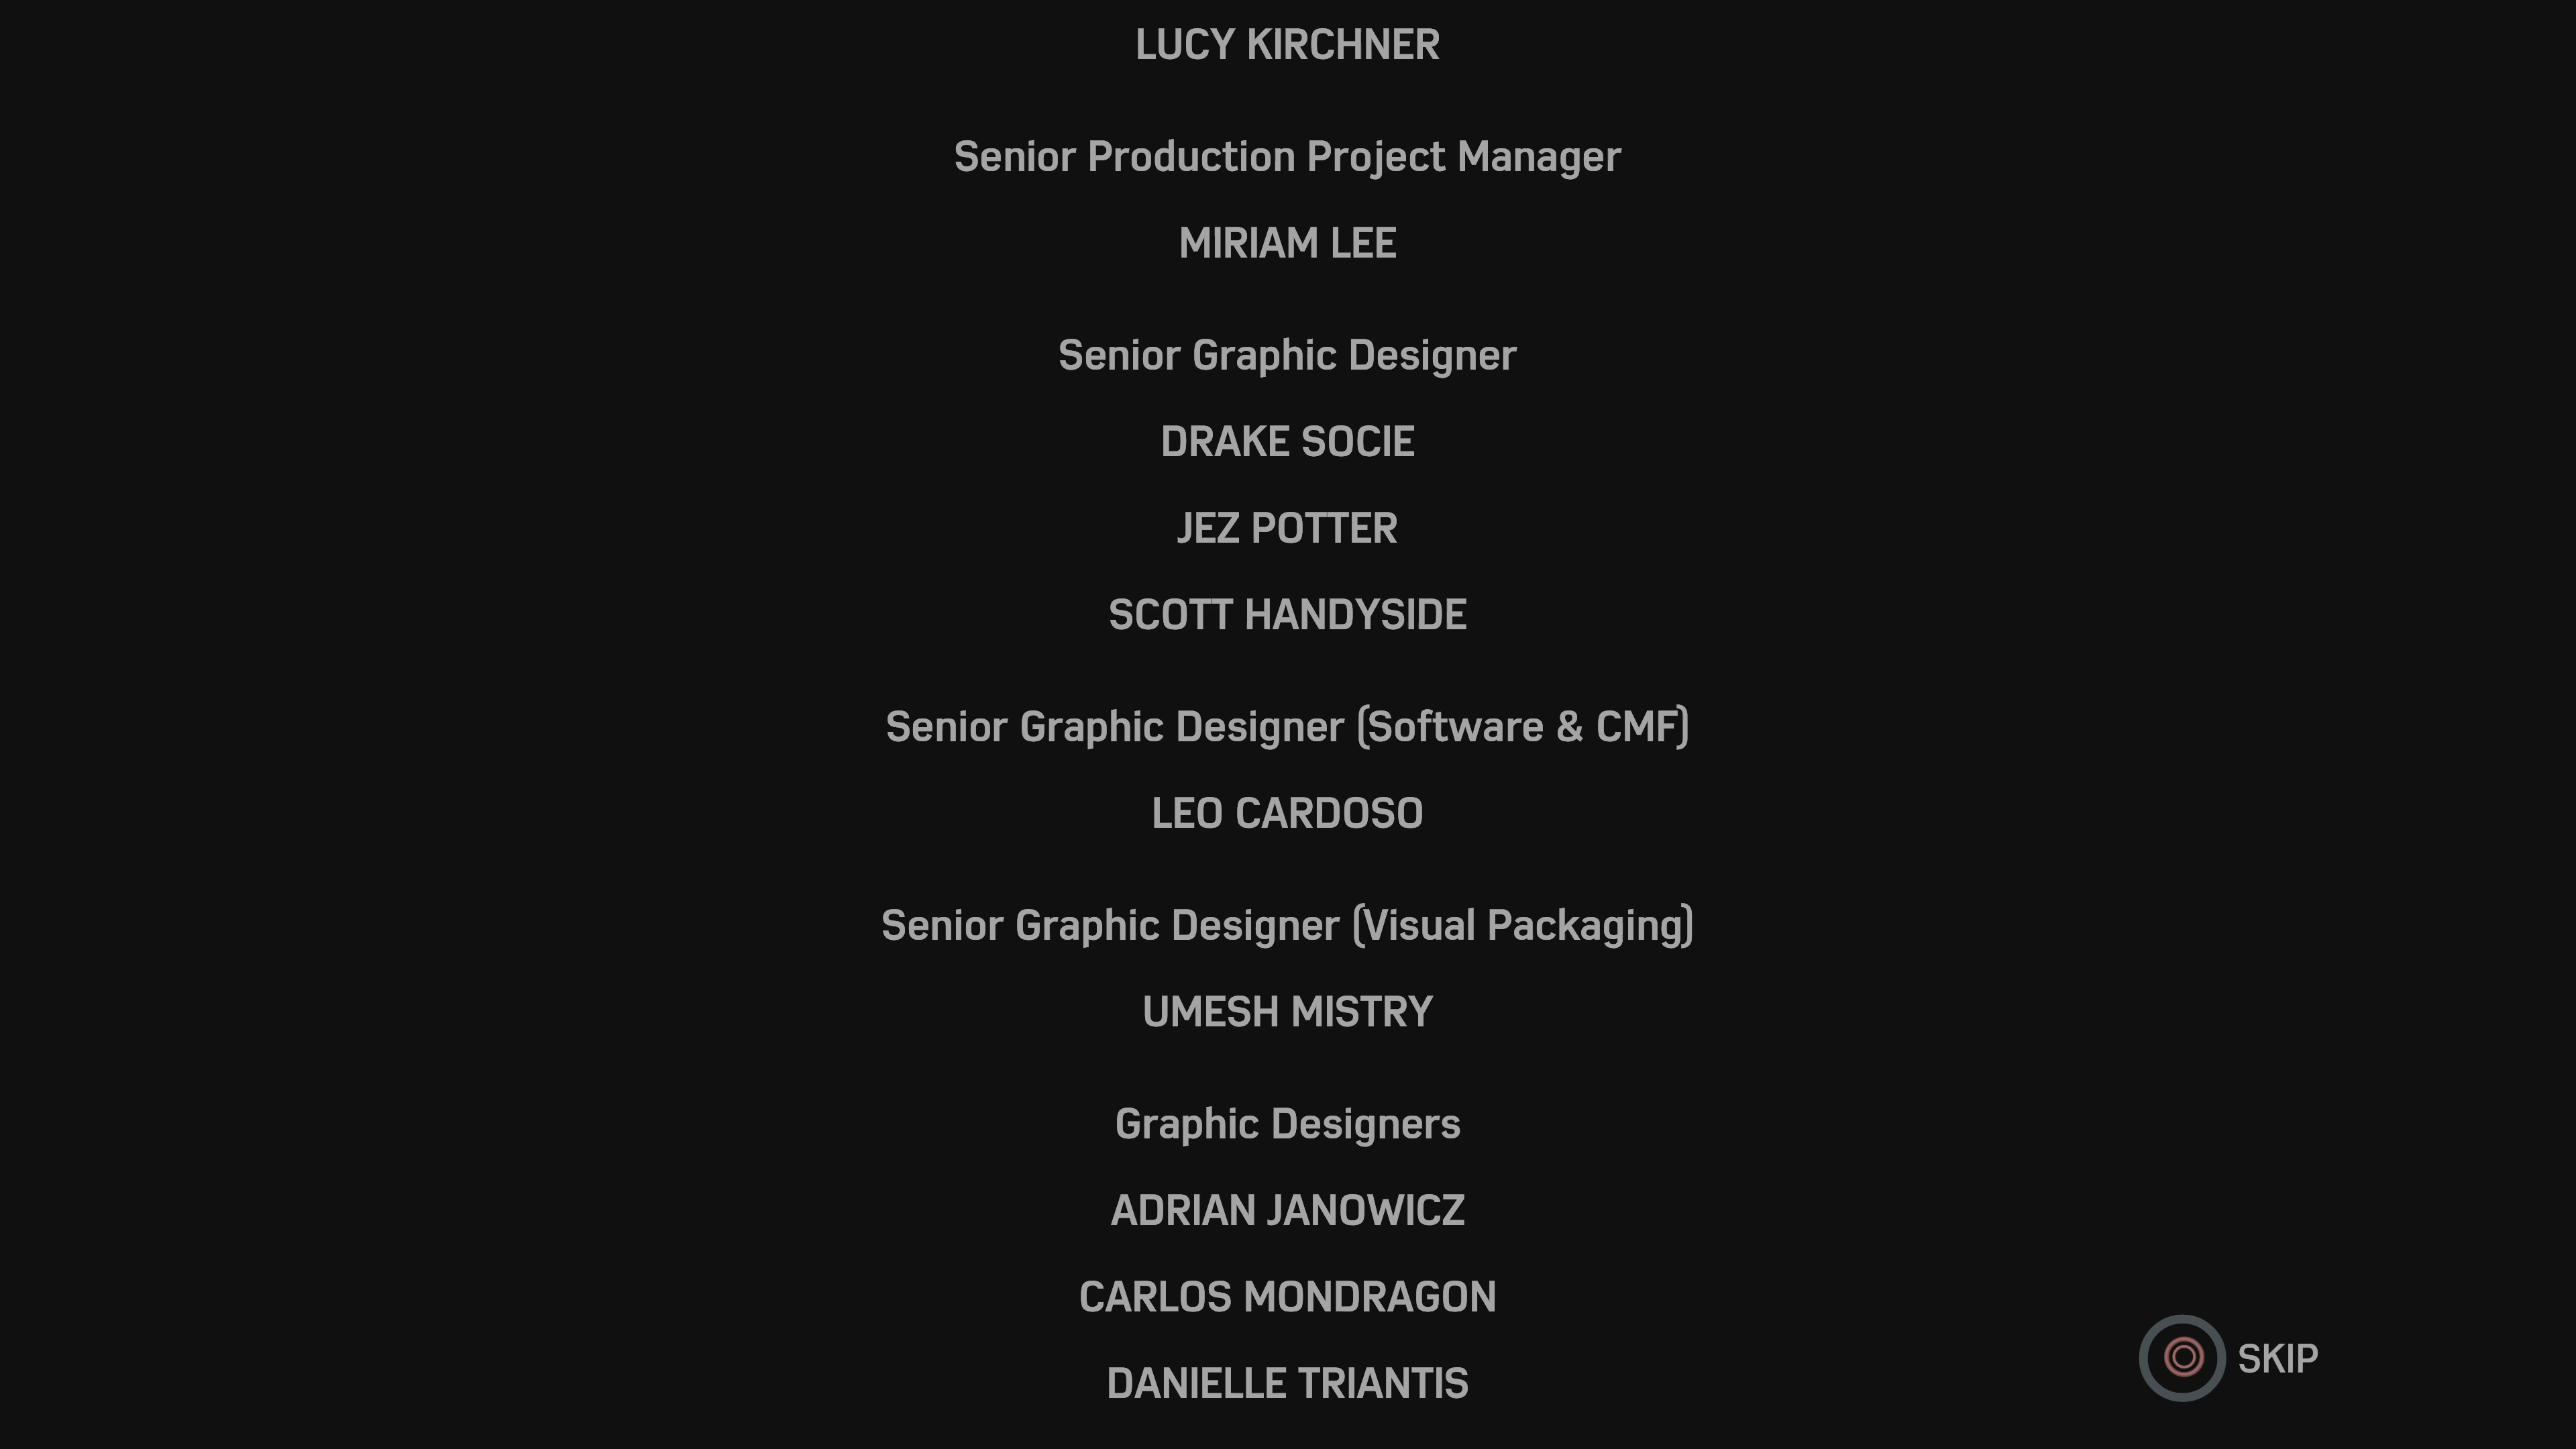 LUCY KIRCHNER
Senior Production Project Manager
MIRIAM LEE
Senior Graphic Designer
DRAKE SOCIE
JEZ POTTER
SCOTT HANDYSIDE
Senior Graphic Designer (Software & CMF)
LEO CARDOSO
Senior Graphic Designer (Visual Packaging)
UMESH MISTRY
Graphic Designers
ADRIAN JANOWICZ
CARLOS MONDRAGON
DANIELLE TRIANTIS
SKIP